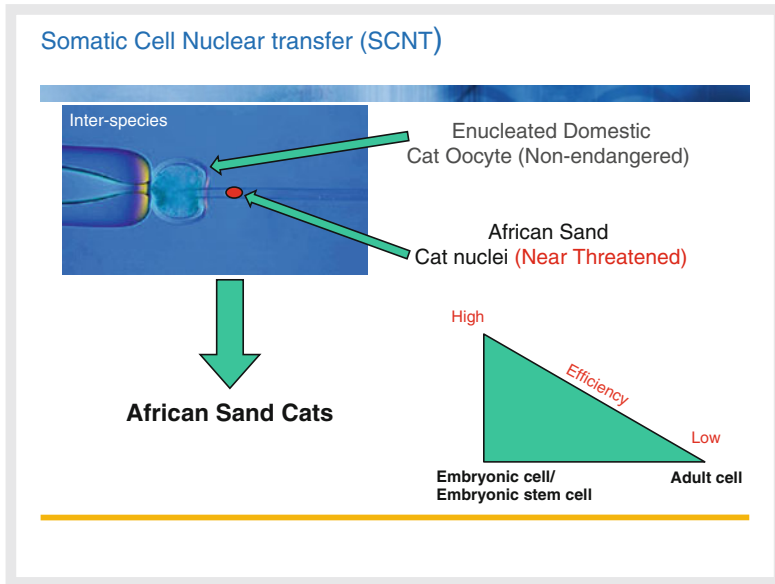 Somatic Cell Nuclear transfer (SCNT)
Inter-species
Enucleated Domestic
Cat Oocyte (Non-endangered)
African Sand
Cat nuclei (Near Threatened)
African Sand Cats
High
Efficiency
Low
Embryonic cell/
Embryonic stem cell
Adult cell